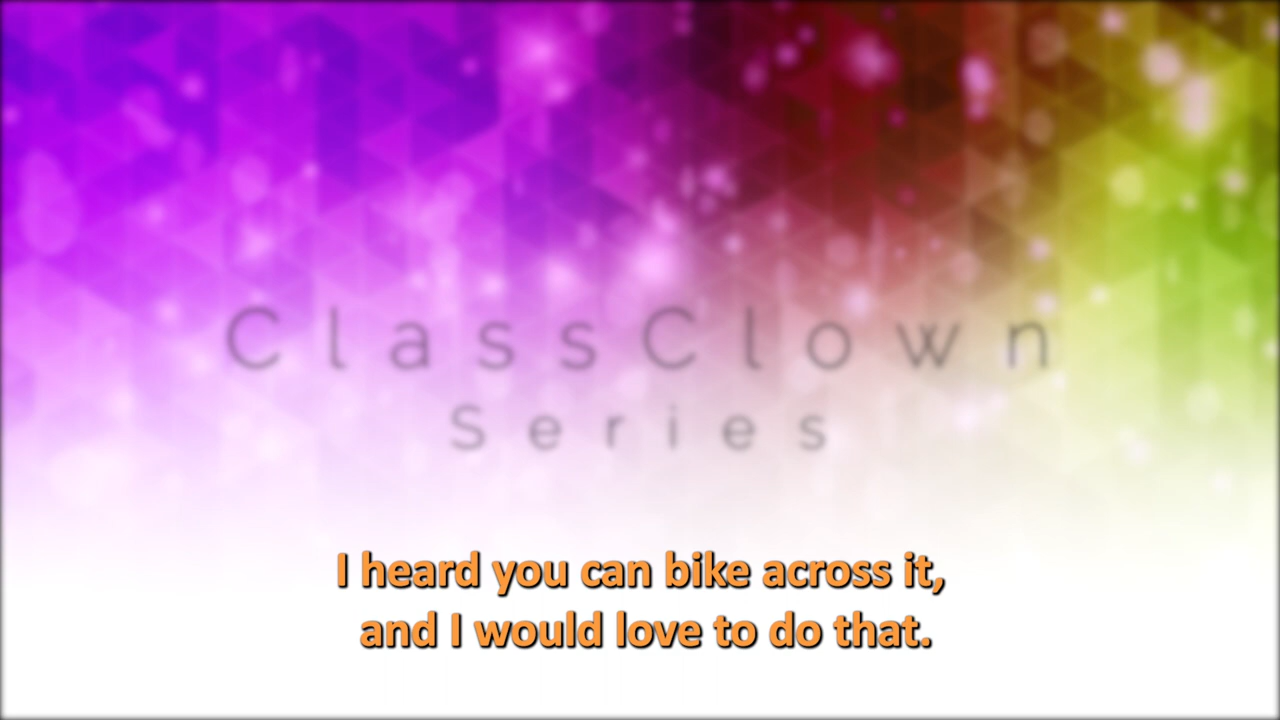 ClassClown
Series
I heard you can bike across it,
and I would love to do that.